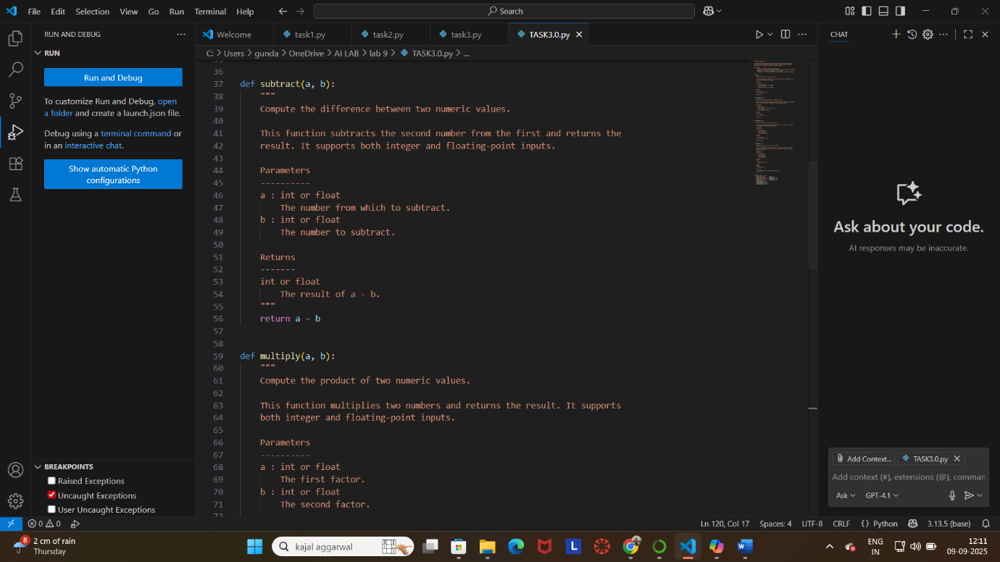 File Edit Selection View Go Run Terminal Help
Search
RUN AND DEBUG
RUN
Run and Debug
To customize Run and Debug, open
a folder and create a launch.json file.
Debug using a terminal command or
in an interactive chat.
Show automatic Python
configurations
BREAKPOINTS
Raised Exceptions
Uncaught Exceptions
User Uncaught Exceptions
Welcome task1.py task2.py task3.py TASK3.0.py
C: > Users > gunda > OneDrive > AI LAB > lab 9 > TASK3.0.py > ...
36
37 def subtract(a, b):
38 """
39 Compute the difference between two numeric values.
40
41 This function subtracts the second number from the first and returns the
42 result. It supports both integer and floating-point inputs.
43
44 Parameters
45 ----------
46 a : int or float
47 The number from which to subtract.
48 b : int or float
49 The number to subtract.
50
51 Returns
52 -------
53 int or float
54 The result of a - b.
55 """
56 return a - b
57
58
59 def multiply(a, b):
60 """
61 Compute the product of two numeric values.
62
63 This function multiplies two numbers and returns the result. It supports
64 both integer and floating-point inputs.
65
66 Parameters
67 ----------
68 a : int or float
69 The first factor.
70 b : int or float
71 The second factor.
72
CHAT
Ask about your code.
AI responses may be inaccurate.
Add Context... TASK3.0.py
Add context (#), extensions (@), comman
Ask GPT-4.1
0 0
Ln 120, Col 17 Spaces: 4 UTF-8 CRLF {} Python 3.13.5 (base)
8
2 cm of rain
Thursday
kajal aggarwal
L
W
ENG
IN
12:11
09-09-2025